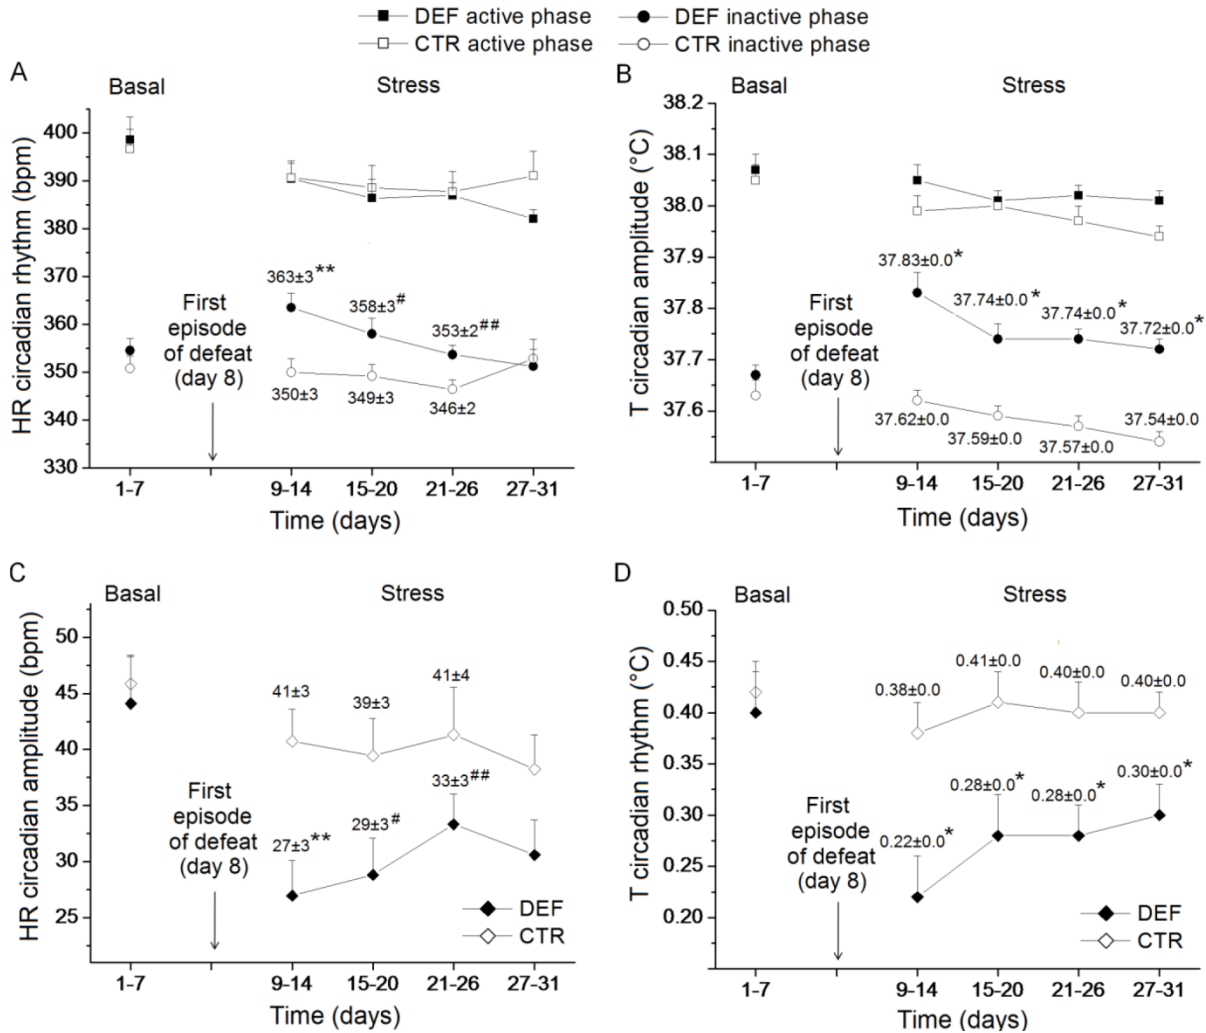 DEF active phase
DEF inactive phase
CTR active phase
CTR inactive phase
A
Basal
Stress
HR circadian rhythm (bpm)
400
390
380
370
360
350
340
330
363±3**
358±3#
353±2##
First
episode
of defeat
(day 8)
350±3
349±3
346±2
1-7
9-14
15-20
21-26
27-31
Time (days)
B
Basal
Stress
T circadian amplitude (°C)
38.2
38.1
38.0
37.9
37.8
37.7
37.6
37.83±0.0*
37.74±0.0*
37.74±0.0*
37.72±0.0*
First
episode
of defeat
(day 8)
37.62±0.0
37.59±0.0
37.57±0.0
37.54±0.0
1-7
9-14
15-20
21-26
27-31
Time (days)
C
Basal
Stress
HR circadian amplitude (bpm)
50
45
40
35
30
25
41±3
39±3
41±4
First
episode
of defeat
(day 8)
27±3**
29±3#
33±3##
DEF
CTR
1-7
9-14
15-20
21-26
27-31
Time (days)
D
Basal
Stress
T circadian rhythm (°C)
0.50
0.45
0.40
0.35
0.30
0.25
0.20
0.38±0.0
0.41±0.0
0.40±0.0
0.40±0.0
First
episode
of defeat
(day 8)
0.22±0.0*
0.28±0.0*
0.28±0.0*
0.30±0.0*
DEF
CTR
1-7
9-14
15-20
21-26
27-31
Time (days)